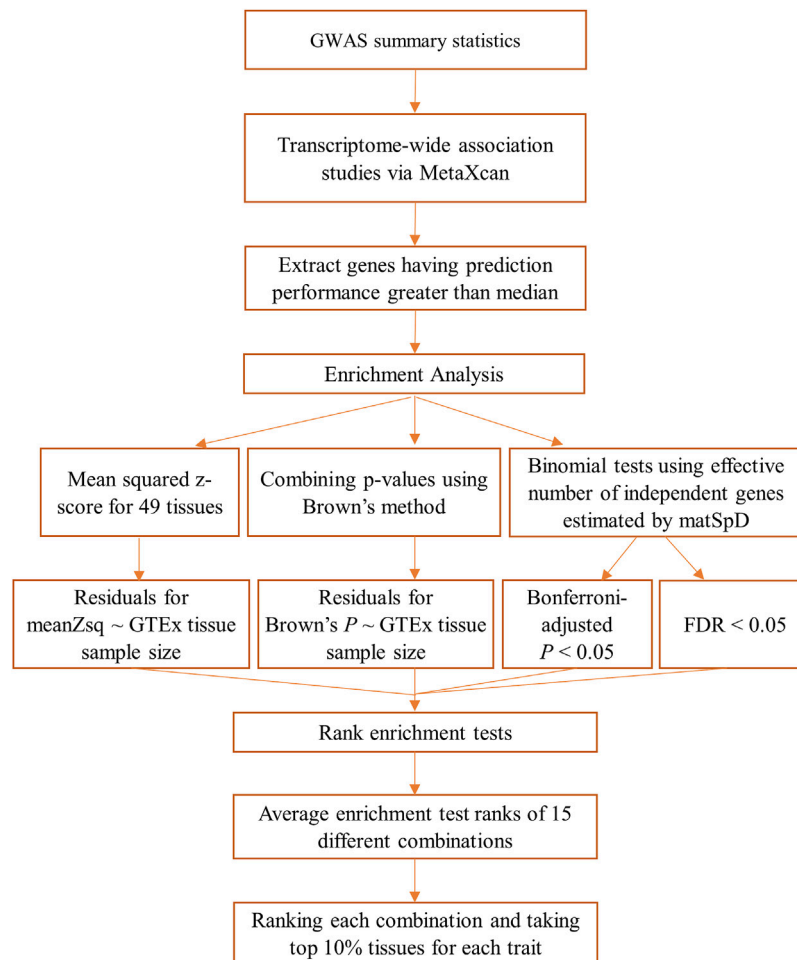 GWAS summary statistics
Transcriptome-wide association
studies via MetaXcan
Extract genes having prediction
performance greater than median
Enrichment Analysis
Mean squared z-
score for 49 tissues
Combining p-values using
Brown's method
Binomial tests using effective
number of independent genes
estimated by matSpD
Residuals for
meanZsq ~ GTEx tissue
sample size
Residuals for
Brown's P ~ GTEx tissue
sample size
Bonferroni-
adjusted
P < 0.05
FDR < 0.05
Rank enrichment tests
Average enrichment test ranks of 15
different combinations
Ranking each combination and taking
top 10% tissues for each trait